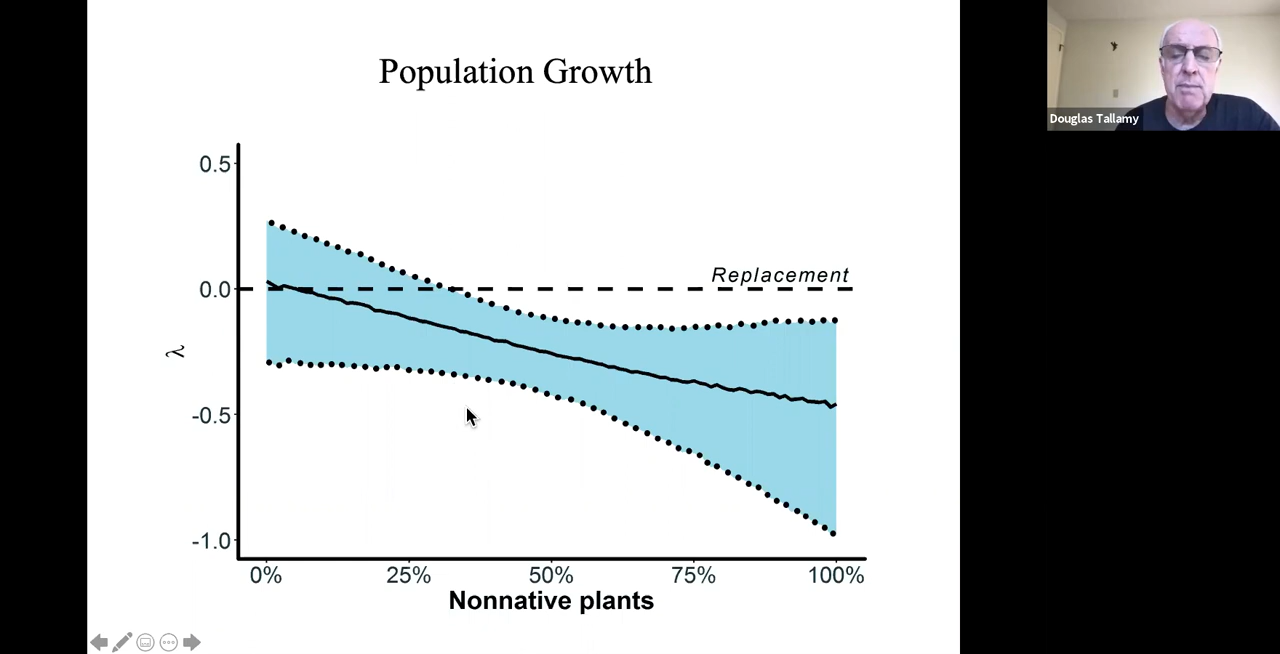 Population Growth
Douglas Tallamy
0.5
0.0
-0.5
-1.0
λ
Replacement
0%
25%
50%
75%
100%
Nonnative plants